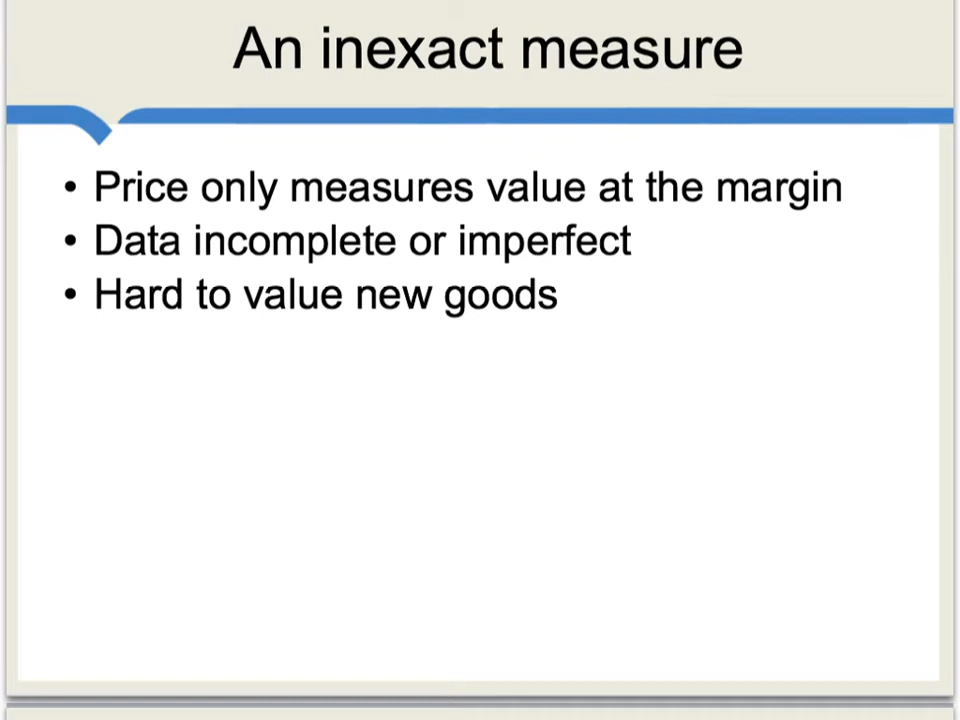 An inexact measure
• Price only measures value at the margin
• Data incomplete or imperfect
• Hard to value new goods